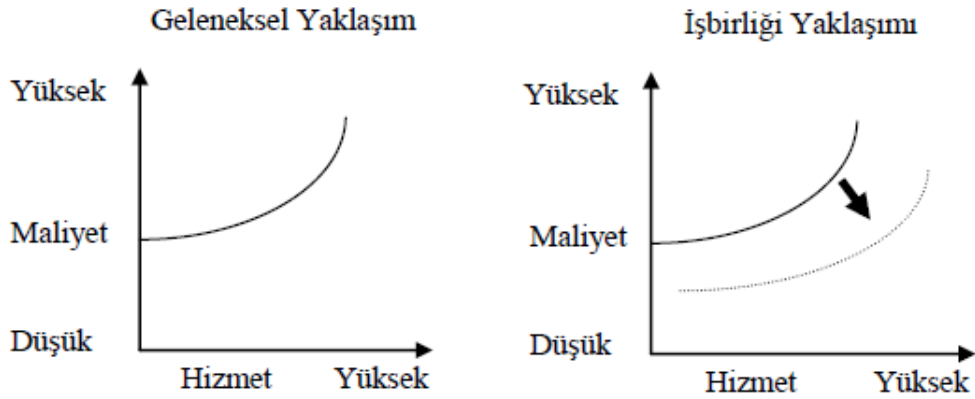 Geleneksel Yaklaşım
Yüksek
Maliyet
Düşük
Hizmet Yüksek
İşbirliği Yaklaşımı
Yüksek
Maliyet
Düşük
Hizmet Yüksek